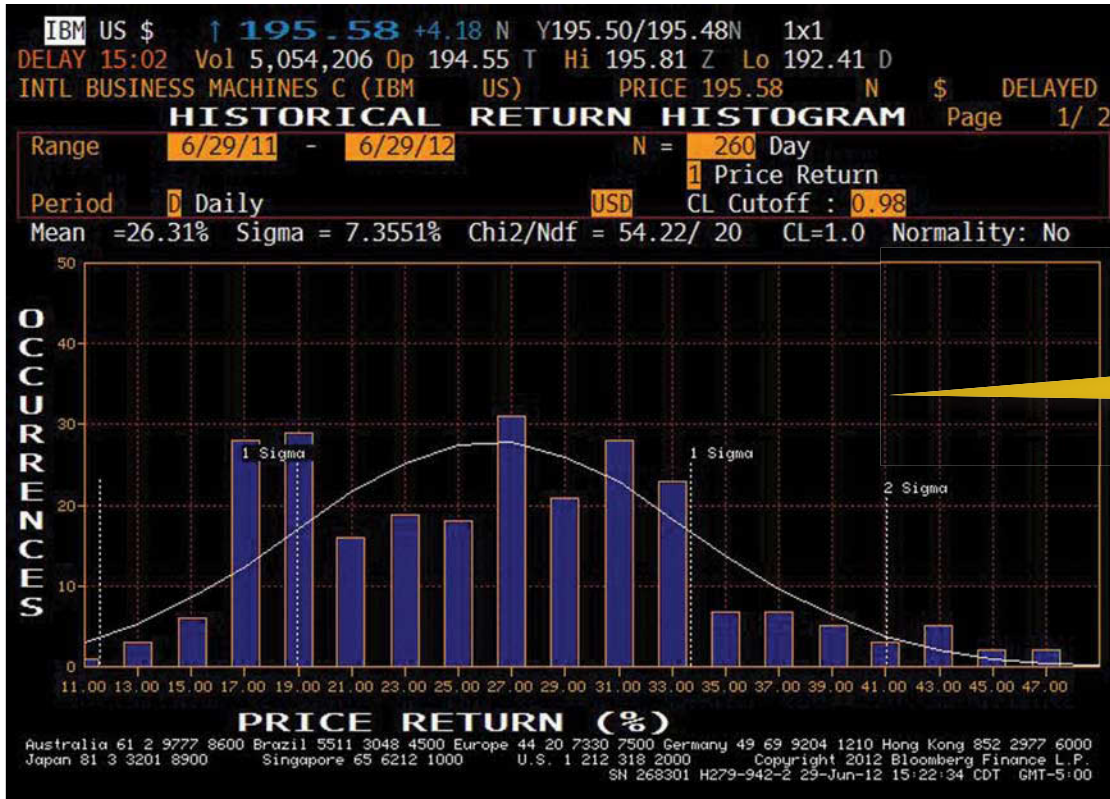 IBM US $ ↑ 195.58 +4.18 N Y195.50/195.48N 1x1
DELAY 15:02 Vol 5,054,206 Op 194.55 T Hi 195.81 Z Lo 192.41 D
INTL BUSINESS MACHINES C (IBM US) PRICE 195.58 N $ DELAYED
HISTORICAL RETURN HISTOGRAM Page 1/ 2
Range 6/29/11 - 6/29/12 N = 260 Day
1 Price Return
Period D Daily USD CL Cutoff : 0.98
Mean =26.31% Sigma = 7.3551% Chi2/Ndf = 54.22/ 20 CL=1.0 Normality: No
OCCURRENCES
50
40
30
20
10
0
1 Sigma
1 Sigma
2 Sigma
11.00 13.00 15.00 17.00 19.00 21.00 23.00 25.00 27.00 29.00 31.00 33.00 35.00 37.00 39.00 41.00 43.00 45.00 47.00
PRICE RETURN (%)
Australia 61 2 9777 8600 Brazil 5511 3048 4500 Europe 44 20 7330 7500 Germany 49 69 9204 1210 Hong Kong 852 2977 6000
Japan 81 3 3201 8900 Singapore 65 6212 1000 U.S. 1 212 318 2000 Copyright 2012 Bloomberg Finance L.P.
SN 268301 H279-942-2 29-Jun-12 15:22:34 CDT GMT-5:00